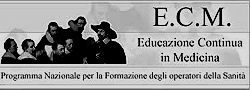 E.C.M.
Educazione Continua
in Medicina
Programma Nazionale per la Formazione degli operatori della Sanità